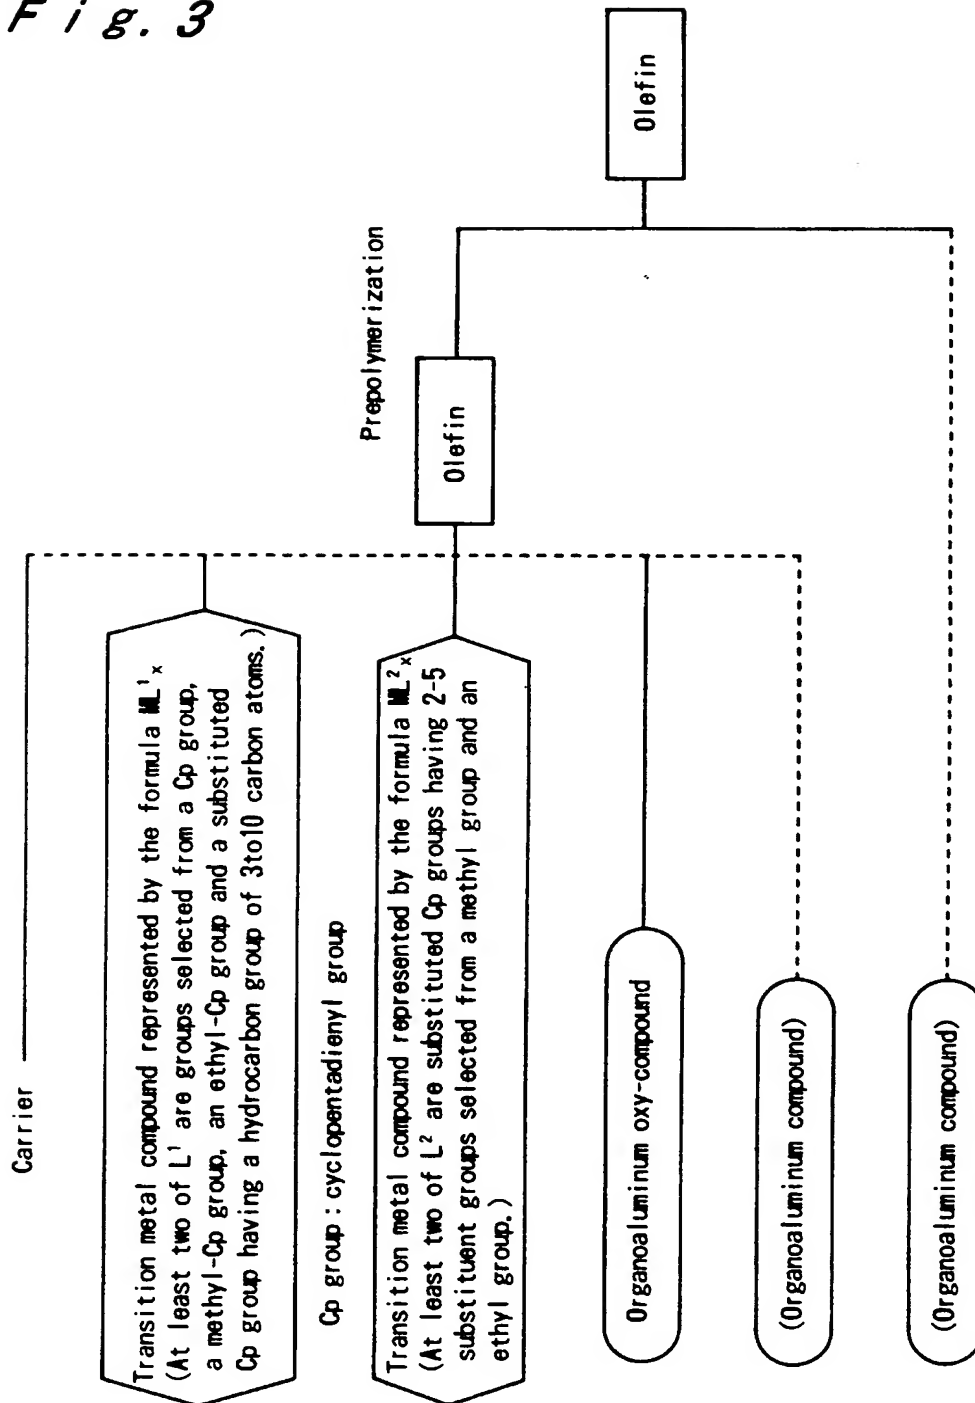 Fig. 3
Carrier
Transition metal compound represented by the formula ML¹x
(At least two of L¹ are groups selected from a Cp group,
a methyl-Cp group, an ethyl-Cp group and a substituted
Cp group having a hydrocarbon group of 3to10 carbon atoms.)
Cp group : cyclopentadienyl group
Transition metal compound represented by the formula ML²x
(At least two of L² are substituted Cp groups having 2-5
substituent groups selected from a methyl group and an
ethyl group.)
Organoaluminum oxy-compound
(Organoaluminum compound)
(Organoaluminum compound)
Prepolymerization
Olefin
Olefin